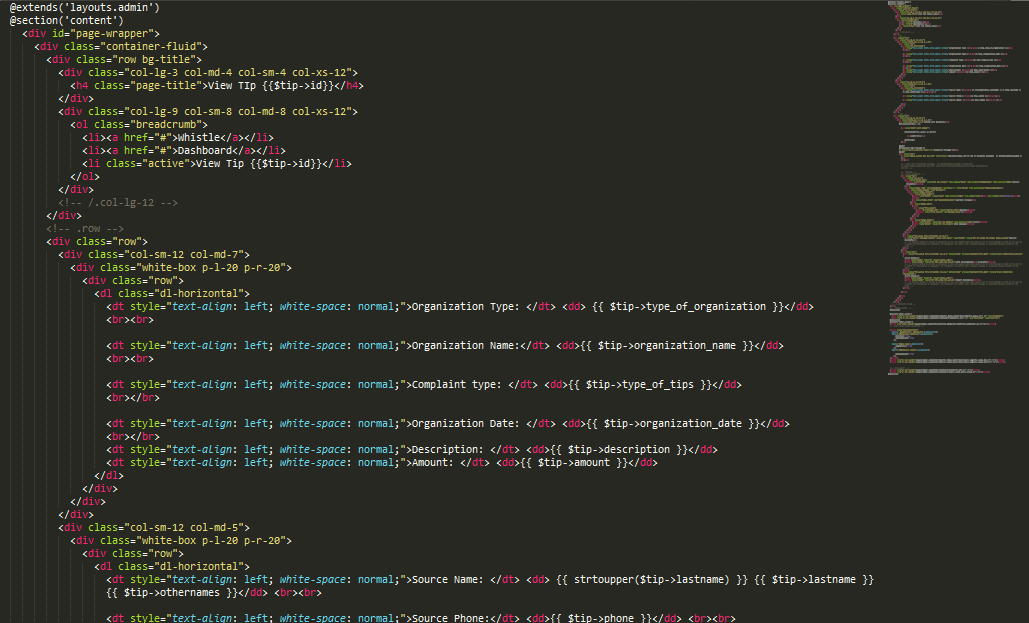 @extends('layouts.admin')
@section('content')
<div id="page-wrapper">
<div class="container-fluid">
<div class="row bg-title">
<div class="col-lg-3 col-md-4 col-sm-4 col-xs-12">
<h4 class="page-title">View TIp {{$tip->id}}</h4>
</div>
<div class="col-lg-9 col-sm-8 col-md-8 col-xs-12">
<ol class="breadcrumb">
<li><a href="#">Whistle</a></li>
<li><a href="#">Dashboard</a></li>
<li class="active">View Tip {{$tip->id}}</li>
</ol>
</div>
<!-- /.col-lg-12 -->
</div>
<!-- .row -->
<div class="row">
<div class="col-sm-12 col-md-7">
<div class="white-box p-l-20 p-r-20">
<div class="row">
<dl class="dl-horizontal">
<dt style="text-align: left; white-space: normal;">Organization Type: </dt> <dd> {{ $tip->type_of_organization }}</dd>
<br><br>
<dt style="text-align: left; white-space: normal;">Organization Name:</dt> <dd>{{ $tip->organization_name }}</dd>
<br><br>
<dt style="text-align: left; white-space: normal;">Complaint type: </dt> <dd>{{ $tip->type_of_tips }}</dd>
<br></br>
<dt style="text-align: left; white-space: normal;">Organization Date: </dt> <dd>{{ $tip->organization_date }}</dd>
<br></br>
<dt style="text-align: left; white-space: normal;">Description: </dt> <dd>{{ $tip->description }}</dd>
<dt style="text-align: left; white-space: normal;">Amount: </dt> <dd>{{ $tip->amount }}</dd>
</dl>
</div>
</div>
</div>
<div class="col-sm-12 col-md-5">
<div class="white-box p-l-20 p-r-20">
<div class="row">
<dl class="dl-horizontal">
<dt style="text-align: left; white-space: normal;">Source Name: </dt> <dd> {{ strtoupper($tip->lastname) }} {{ $tip->lastname }}
{{ $tip->othernames }}</dd> <br><br>
<dt style="text-align: left; white-space: normal;">Source Phone:</dt> <dd>{{ $tip->phone }}</dd> <br><br>